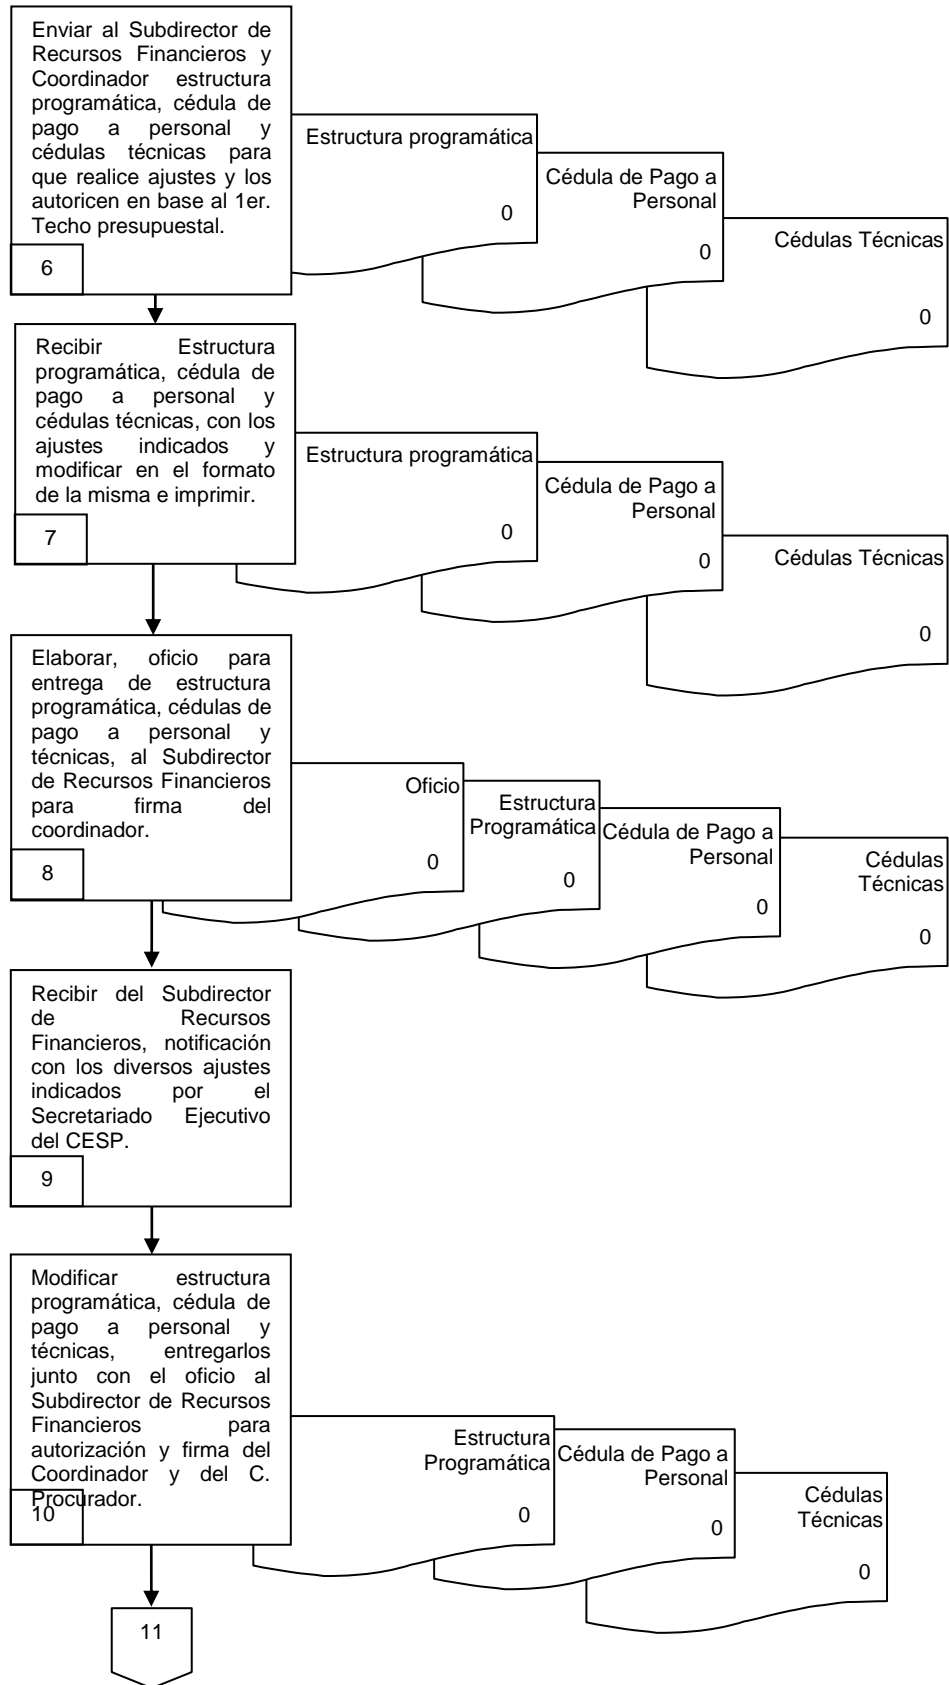 Enviar al Subdirector de
Recursos Financieros y
Coordinador estructura
programática, cédula de
pago a personal y
cédulas técnicas para
que realice ajustes y los
autoricen en base al 1er.
Techo presupuestal.
6
Estructura programática
0
Cédula de Pago a
Personal
0
Cédulas Técnicas
0
Recibir Estructura
programática, cédula de
pago a personal y
cédulas técnicas, con los
ajustes indicados y
modificar en el formato
de la misma e imprimir.
7
Estructura programática
0
Cédula de Pago a
Personal
0
Cédulas Técnicas
0
Elaborar, oficio para
entrega de estructura
programática, cédulas de
pago a personal y
técnicas, al Subdirector
de Recursos Financieros
para firma del
coordinador.
8
Oficio
0
Estructura
Programática
0
Cédula de Pago a
Personal
0
Cédulas
Técnicas
0
Recibir del Subdirector
de Recursos
Financieros, notificación
con los diversos ajustes
indicados por el
Secretariado Ejecutivo
del CESP.
9
Modificar estructura
programática, cédula de
pago a personal y
técnicas, entregarlos
junto con el oficio al
Subdirector de Recursos
Financieros para
autorización y firma del
Coordinador y del C.
Procurador.
10
Estructura
Programática
0
Cédula de Pago a
Personal
0
Cédulas
Técnicas
0
11